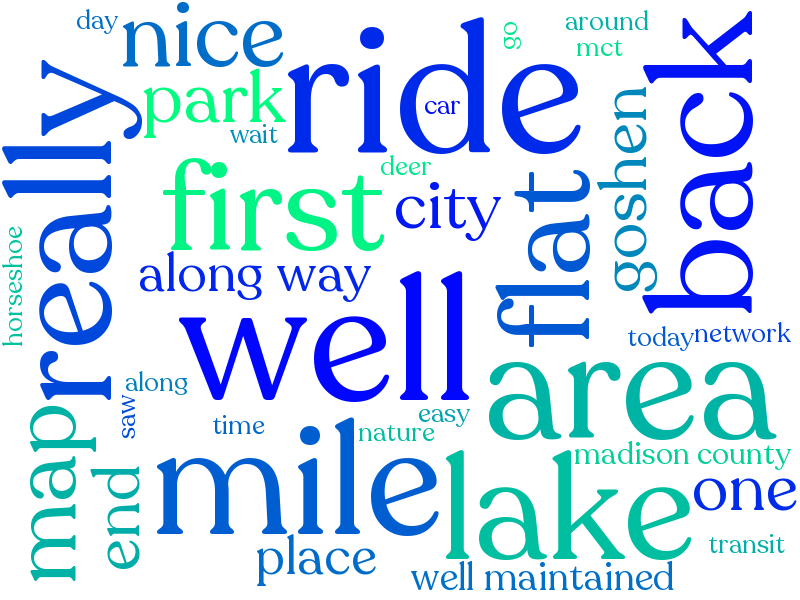 day
nice
ride
go
around
mct
back
park
car
wait
really
first
deer
city
flat
goshen
horseshoe
along way
well
today
network
along
saw
time
easy
nature
area
map
end
mile
lake
madison county
one
place
transit
well maintained